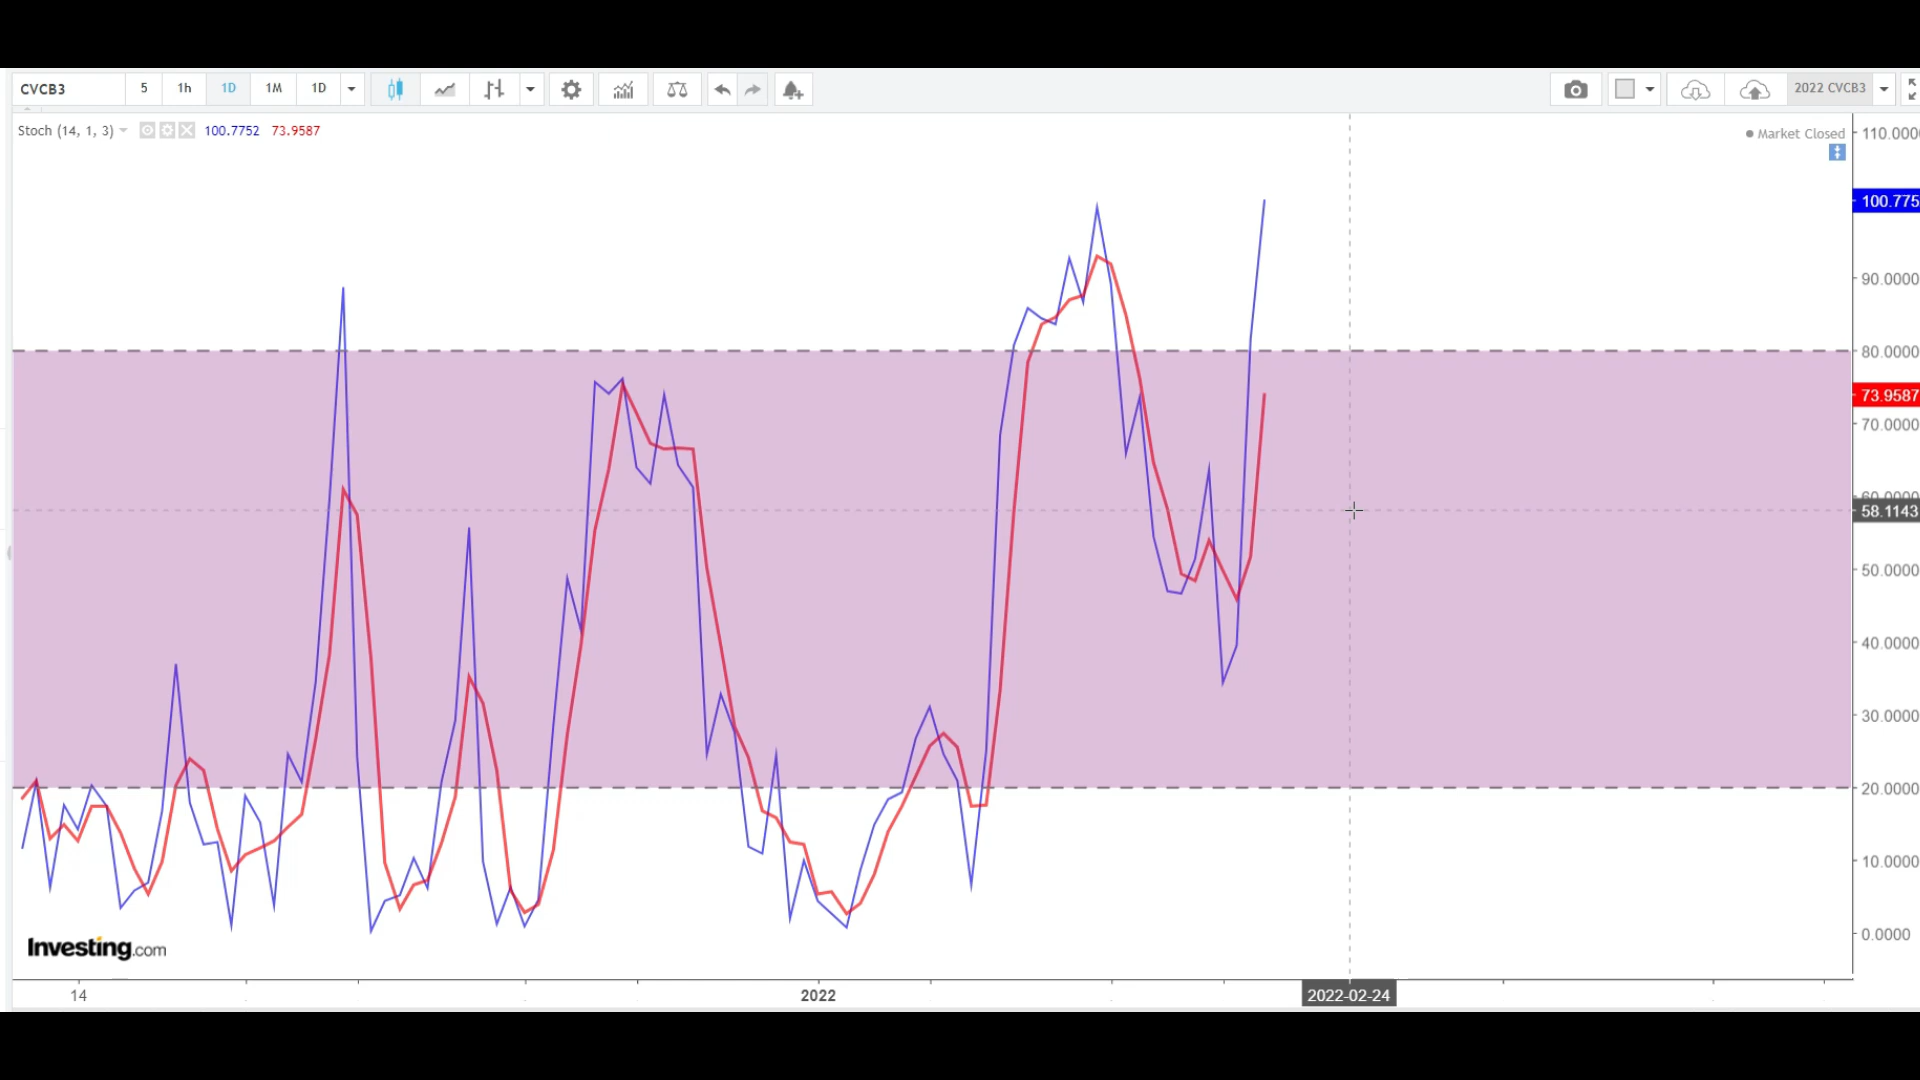 CVCB3 5 1h 1D 1M 1D 2022 CVCB3
Stoch (14, 1, 3) 100.7752 73.9587
Market Closed
110.0000
100.775
90.0000
80.0000
73.9587
70.0000
60.0000
58.1143
50.0000
40.0000
30.0000
20.0000
10.0000
0.0000
Investing.com
14 2022 2022-02-24